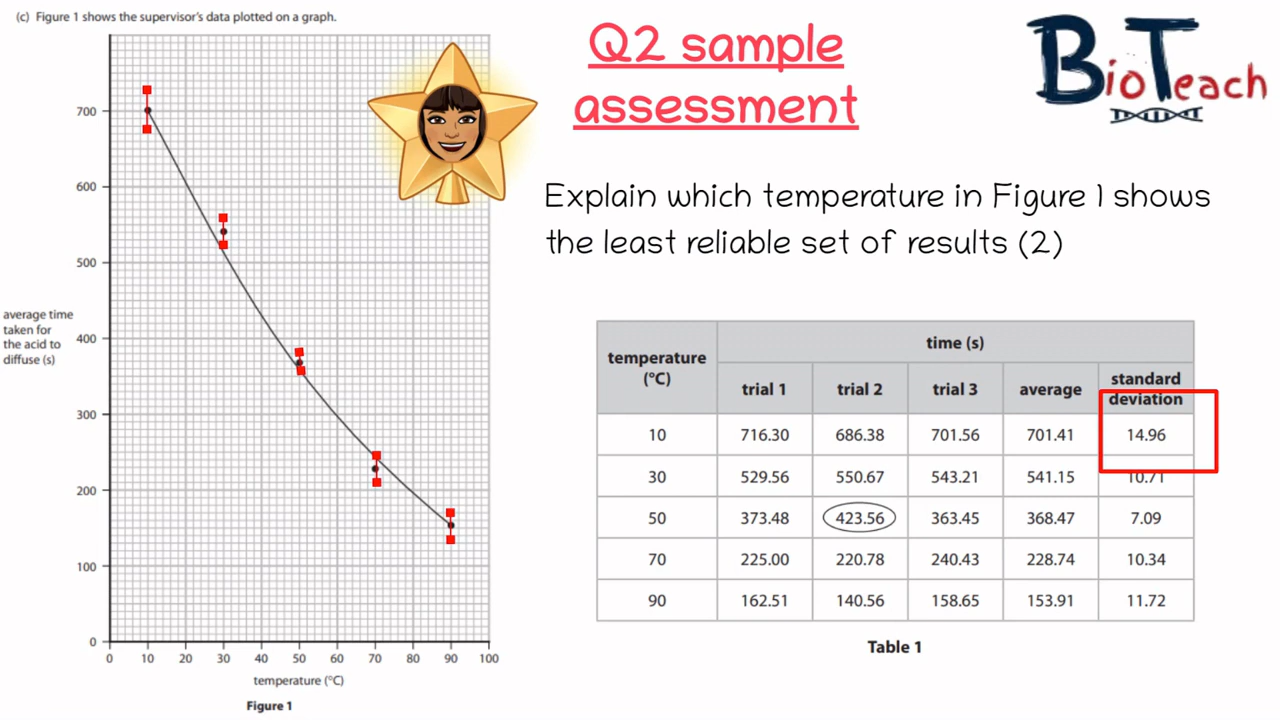 (c) Figure 1 shows the supervisor's data plotted on a graph.
Q2 sample
assessment
BioTeach
Explain which temperature in Figure 1 shows
the least reliable set of results (2)
700
600
500
400
300
200
100
0
average time
taken for
the acid to
diffuse (s)
0 10 20 30 40 50 60 70 80 90 100
temperature (°C)
Figure 1
temperature
(°C)
time (s)
trial 1 trial 2 trial 3 average standard
deviation
10 716.30 686.38 701.56 701.41 14.96
30 529.56 550.67 543.21 541.15 10.71
50 373.48 423.56 363.45 368.47 7.09
70 225.00 220.78 240.43 228.74 10.34
90 162.51 140.56 158.65 153.91 11.72
Table 1